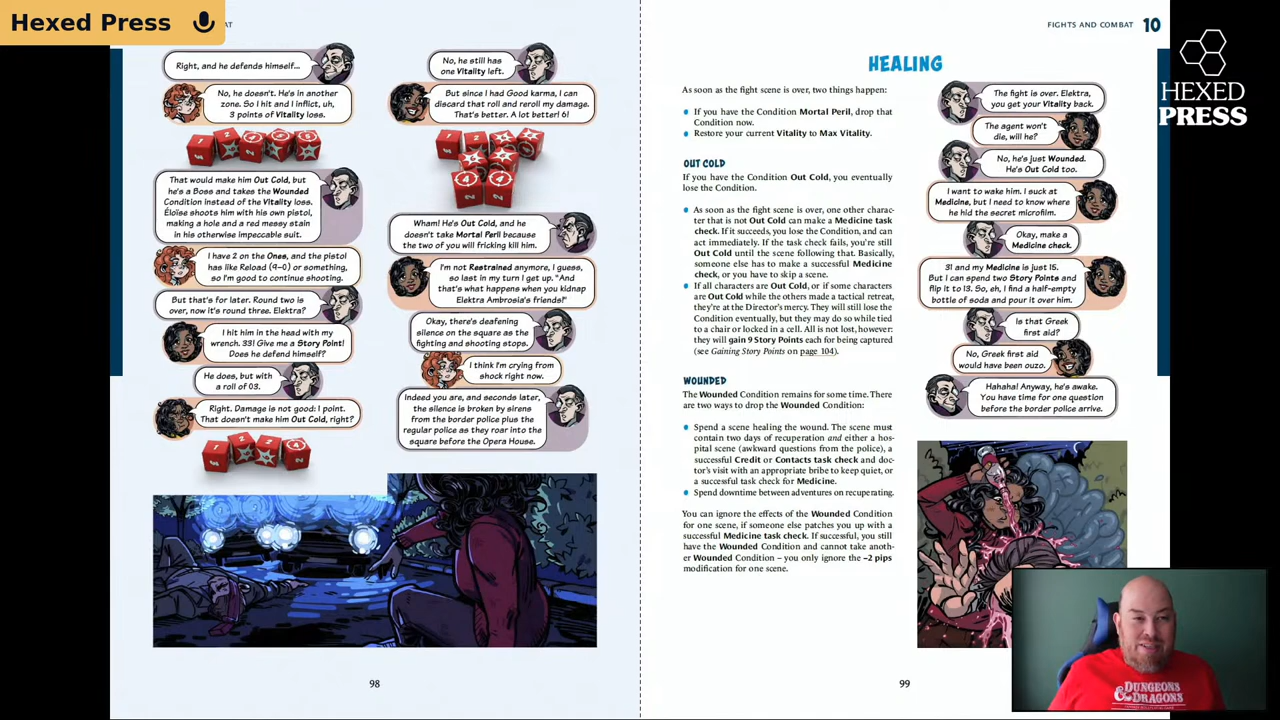 Hexed Press
AT
Right, and he defends himself...
No, he doesn't. He's in another
zone. So I hit and I inflict, uh,
3 points of Vitality loss.
That would make him Out Cold, but
he's a Boss and takes the Wounded
Condition instead of the Vitality loss.
Éloïse shoots him with his own pistol,
making a hole and a red messy stain
in his otherwise impeccable suit.
I have 2 on the Ones, and the pistol
has like Reload (9–0) or something,
so I'm good to continue shooting.
But that's for later. Round two is
over, now it's round three. Elektra?
I hit him in the head with my
wrench. 33! Give me a Story Point!
Does he defend himself?
He does, but with
a roll of 03.
Right. Damage is not good: 1 point.
That doesn't make him Out Cold, right?
No, he still has
one Vitality left.
But since I had Good karma, I can
discard that roll and reroll my damage.
That's better. A lot better! 6!
Wham! He's Out Cold, and he
doesn't take Mortal Peril because
the two of you will fricking kill him.
I'm not Restrained anymore, I guess,
so last in my turn I get up. "And
that's what happens when you kidnap
Elektra Ambrosia's friends!"
Okay, there's deafening
silence on the square as the
fighting and shooting stops.
I think I'm crying from
shock right now.
Indeed you are, and seconds later,
the silence is broken by sirens
from the border police plus the
regular police as they roar into the
square before the Opera House.
98
FIGHTS AND COMBAT 10
HEALING
As soon as the fight scene is over, two things happen:
• If you have the Condition Mortal Peril, drop that
Condition now.
• Restore your current Vitality to Max Vitality.
OUT COLD
If you have the Condition Out Cold, you eventually
lose the Condition.
• As soon as the fight scene is over, one other charac-
ter that is not Out Cold can make a Medicine task
check. If it succeeds, you lose the Condition, and can
act immediately. If the task check fails, you're still
Out Cold until the scene following that. Basically,
someone else has to make a successful Medicine
check, or you have to skip a scene.
• If all characters are Out Cold, or if some characters
are Out Cold while the others made a tactical retreat,
they're at the Director's mercy. They will still lose the
Condition eventually, but they may do so while tied
to a chair or locked in a cell. All is not lost, however:
they will gain 9 Story Points each for being captured
(see Gaining Story Points on page 104).
WOUNDED
The Wounded Condition remains for some time. There
are two ways to drop the Wounded Condition:
• Spend a scene healing the wound. The scene must
contain two days of recuperation and either a hos-
pital scene (awkward questions from the police), a
successful Credit or Contacts task check and doc-
tor's visit with an appropriate bribe to keep quiet, or
a successful task check for Medicine.
• Spend downtime between adventures on recuperating.
You can ignore the effects of the Wounded Condition
for one scene, if someone else patches you up with a
successful Medicine task check. If successful, you still
have the Wounded Condition and cannot take anoth-
er Wounded Condition – you only ignore the –2 pips
modification for one scene.
The fight is over. Elektra,
you get your Vitality back.
The agent won't
die, will he?
No, he's just Wounded.
He's Out Cold too.
I want to wake him. I suck at
Medicine, but I need to know where
he hid the secret microfilm.
Okay, make a
Medicine check.
31 and my Medicine is just 15.
But I can spend two Story Points and
flip it to 13. So, eh, I find a half-empty
bottle of soda and pour it over him.
Is that Greek
first aid?
No, Greek first aid
would have been ouzo.
Hahaha! Anyway, he's awake.
You have time for one question
before the border police arrive.
99
HEXED
PRESS
DUNGEONS
& DRAGONS